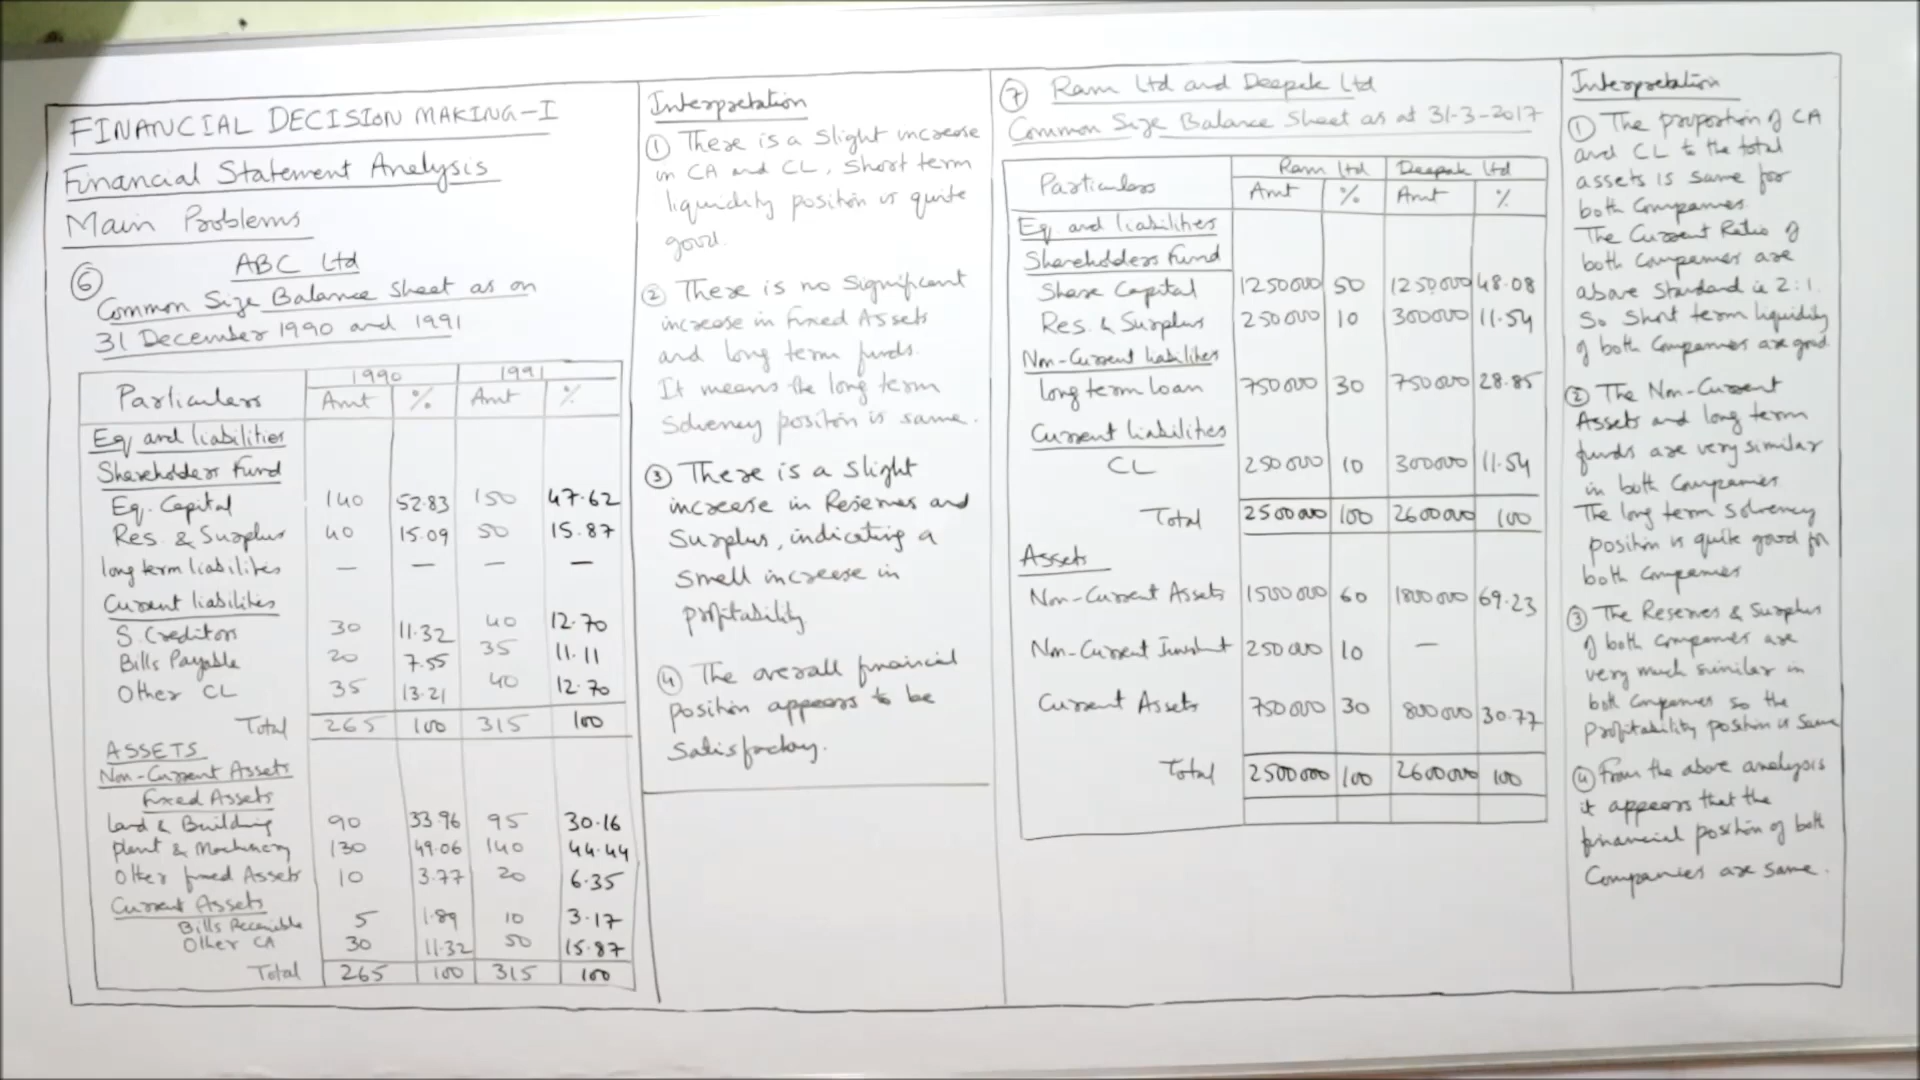 FINANCIAL DECISION MAKING-I
Financial Statement Analysis
Main Problems
⑥ ABC Ltd
Common Size Balance Sheet as on
31 December 1990 and 1991
Particulars 1990 1991
Amt % Amt %
Eq and liabilities
Shareholders Fund
Eq. Capital 140 52.83 150 47.62
Res. & Surplus 40 15.09 50 15.87
long term liabilities — — — —
Current liabilities
S. Creditors 30 11.32 40 12.70
Bills Payable 20 7.55 35 11.11
Other CL 35 13.21 40 12.70
Total 265 100 315 100
ASSETS
Non-Current Assets
Fixed Assets
Land & Building 90 33.96 95 30.16
Plant & Machinery 130 49.06 140 44.44
Other fixed Assets 10 3.77 20 6.35
Current Assets
Bills Receivable 5 1.89 10 3.17
Other CA 30 11.32 50 15.87
Total 265 100 315 100
Interpretation
① There is a slight increase
in CA and CL, short term
liquidity position is quite
good.
② There is no significant
increase in Fixed Assets
and long term funds.
It means the long term
Solvency position is same.
③ There is a slight
increase in Reserves and
Surplus, indicating a
small increase in
profitability
④ The overall financial
position appears to be
Satisfactory.
⑦ Ram Ltd and Deepak Ltd
Common Size Balance Sheet as at 31-3-2017
Particulars Ram Ltd Deepak Ltd
Amt % Amt %
Eq. and liabilities
Shareholders Fund
Share Capital 1250000 50 1250000 48.08
Res. & Surplus 250000 10 300000 11.54
Non-Current liabilities
long term loan 750000 30 750000 28.85
Current liabilities
CL 250000 10 300000 11.54
Total 2500000 100 2600000 100
Assets
Non-Current Assets 1500000 60 1800000 69.23
Non-Current 250000 10 —
Current Assets 750000 30 800000 30.77
Total 2500000 100 2600000 100
Interpretation
① The proportion of CA
and CL to the total
assets is same for
both Companies.
The Current Ratio of
both Companies are
above Standard ie 2:1.
So Short term liquidity
of both Companies are good
② The Non-Current
Assets and long term
funds are very similar
in both Companies
The long term solvency
position is quite good for
both Companies
③ The Reserves & Surplus
of both Companies are
very much similar in
both Companies so the
Profitability position is same
④ From the above analysis
it appears that the
financial position of both
Companies are same.